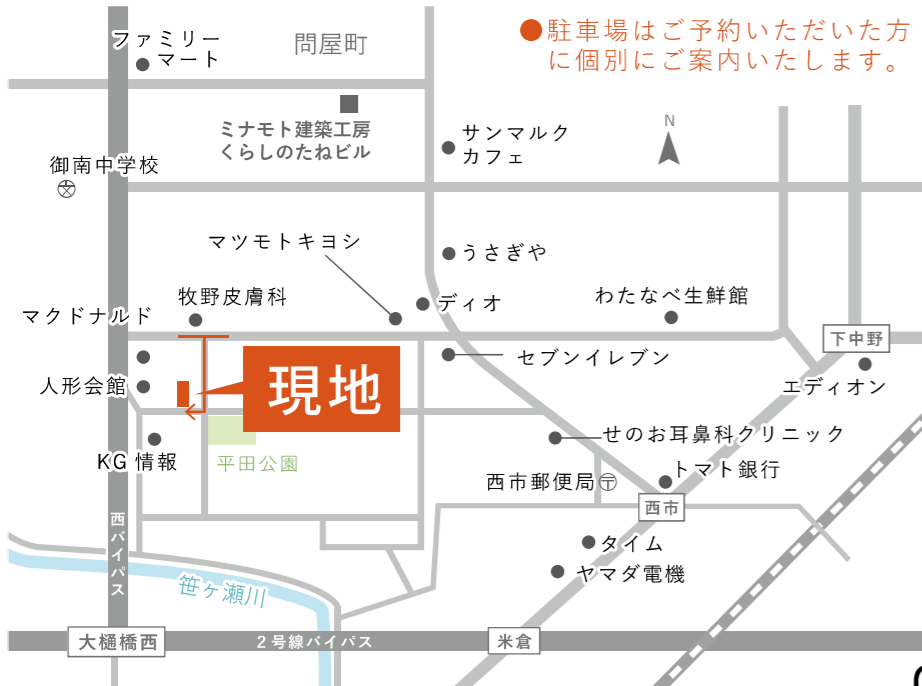 ●駐車場はご予約いただいた方
に個別にご案内いたします。
ファミリー
マート
問屋町
ミナモト建築工房
くらしのたねビル
サンマルク
カフェ
N
御南中学校
マツモトキヨシ
うさぎや
ディオ
わたなべ生鮮館
牧野皮膚科
マクドナルド
下中野
セブンイレブン
エディオン
人形会館
現地
せのお耳鼻科クリニック
KG情報
平田公園
西市郵便局〒
トマト銀行
西市
西バイパス
タイム
ヤマダ電機
笹ヶ瀬川
大樋橋西
2号線バイパス
米倉